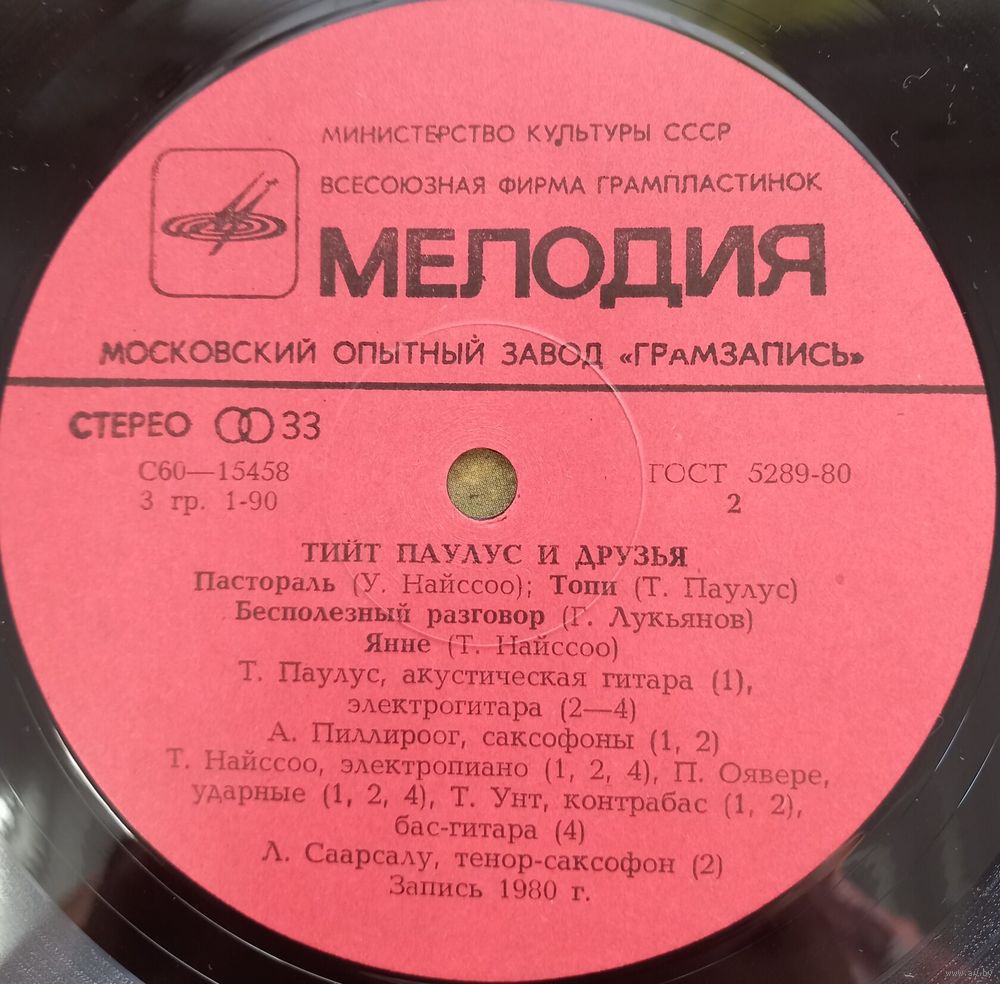 МИНИСТЕРСТВО КУЛЬТУРЫ СССР
ВСЕСОЮЗНАЯ ФИРМА ГРАМПЛАСТИНОК
МЕЛОДИЯ
МОСКОВСКИЙ ОПЫТНЫЙ ЗАВОД «ГРАМЗАПИСЬ»
СТЕРЕО 33
С60—15458 ГОСТ 5289-80
3 гр. 1-90 2
ТИЙТ ПАУЛУС И ДРУЗЬЯ
Пастораль (У. Найссоо); Топи (Т. Паулус)
Бесполезный разговор (Г. Лукьянов)
Янне (Т. Найссоо)
Т. Паулус, акустическая гитара (1),
электрогитара (2—4)
А. Пиллироог, саксофоны (1, 2)
Т. Найссоо, электропиано (1, 2, 4), П. Оявере,
ударные (1, 2, 4), Т. Унт, контрабас (1, 2),
бас-гитара (4)
Л. Саарсалу, тенор-саксофон (2)
Запись 1980 г.
www.ay.by